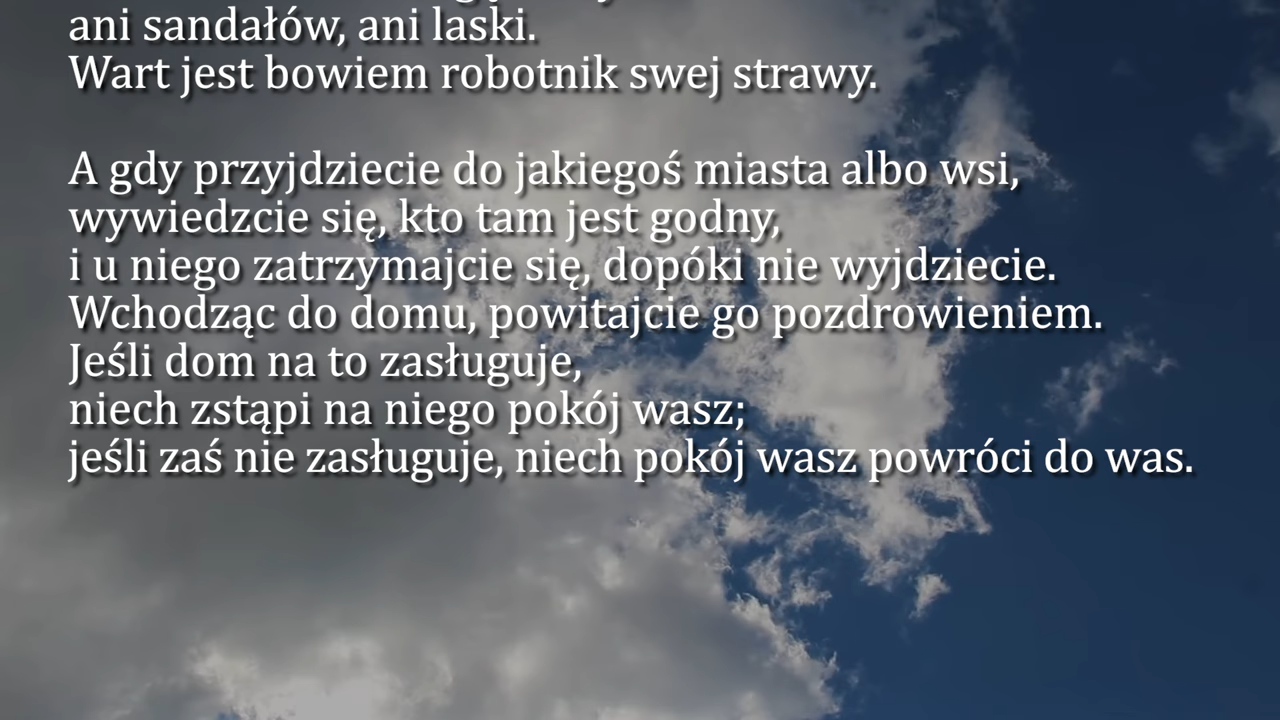 ani sandałów, ani laski.
Wart jest bowiem robotnik swej strawy.
A gdy przyjdziecie do jakiegoś miasta albo wsi,
wywiedzcie się, kto tam jest godny,
i u niego zatrzymajcie się, dopóki nie wyjdziecie.
Wchodząc do domu, powitajcie go pozdrowieniem.
Jeśli dom na to zasługuje,
niech zstąpi na niego pokój wasz;
jeśli zaś nie zasługuje, niech pokój wasz powróci do was.